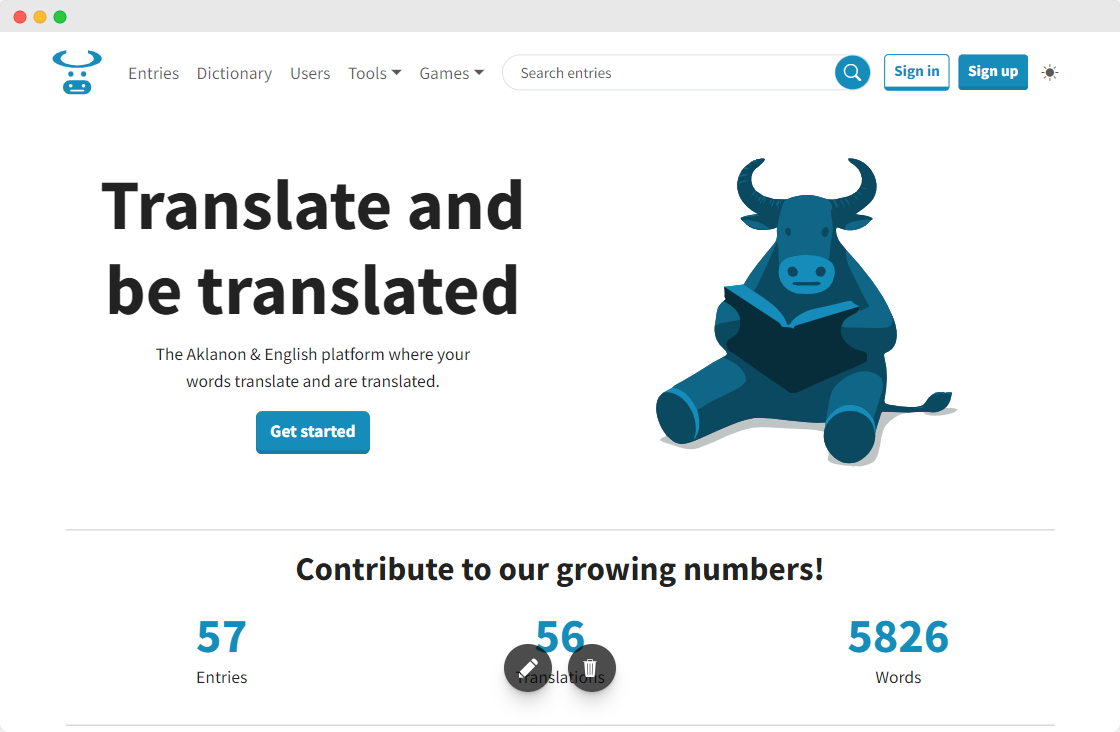 Entries Dictionary Users Tools Games Search entries Sign in Sign up
Translate and
be translated
The Aklanon & English platform where your
words translate and are translated.
Get started
Contribute to our growing numbers!
57 56 5826
Entries Translations Words